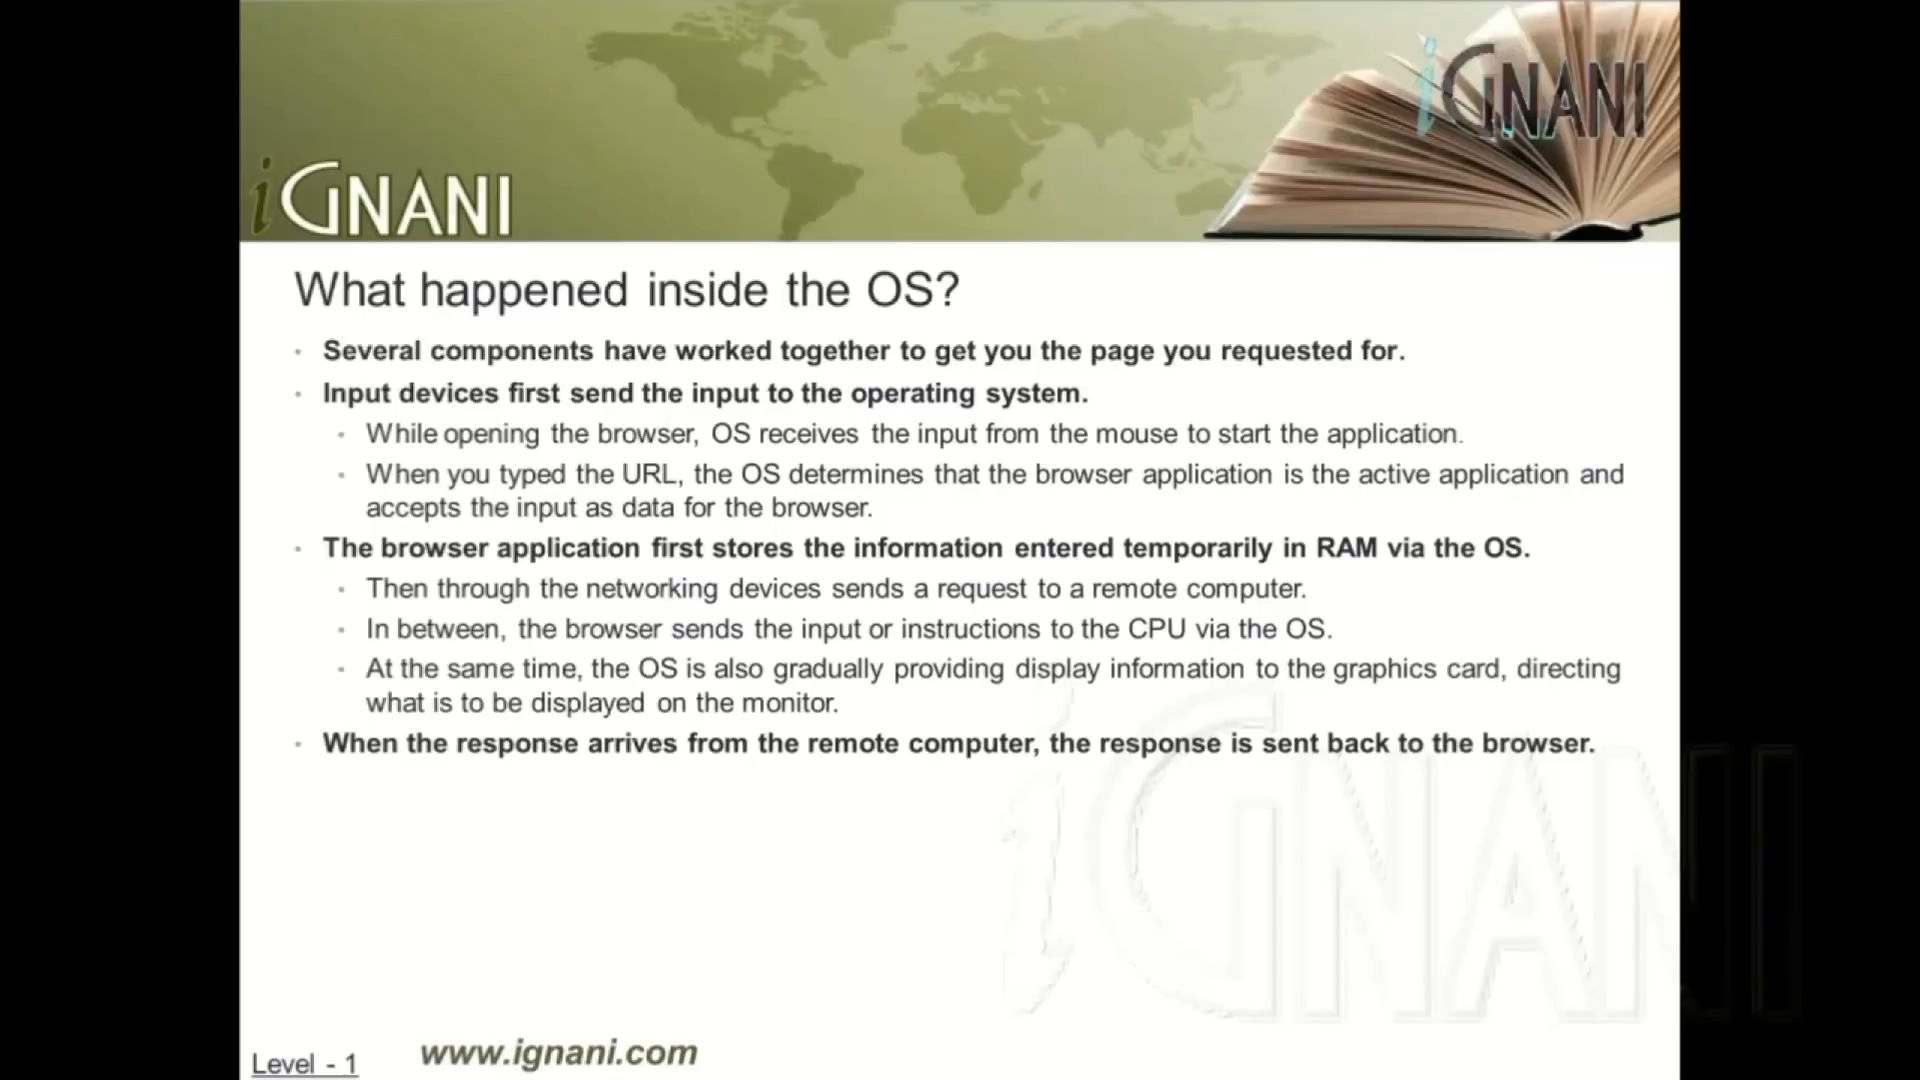 iGNANI
iGNANI
What happened inside the OS?
· Several components have worked together to get you the page you requested for.
· Input devices first send the input to the operating system.
· While opening the browser, OS receives the input from the mouse to start the application.
· When you typed the URL, the OS determines that the browser application is the active application and
accepts the input as data for the browser.
· The browser application first stores the information entered temporarily in RAM via the OS.
· Then through the networking devices sends a request to a remote computer.
· In between, the browser sends the input or instructions to the CPU via the OS.
· At the same time, the OS is also gradually providing display information to the graphics card, directing
what is to be displayed on the monitor.
· When the response arrives from the remote computer, the response is sent back to the browser.
iGNANI
Level - 1
www.ignani.com